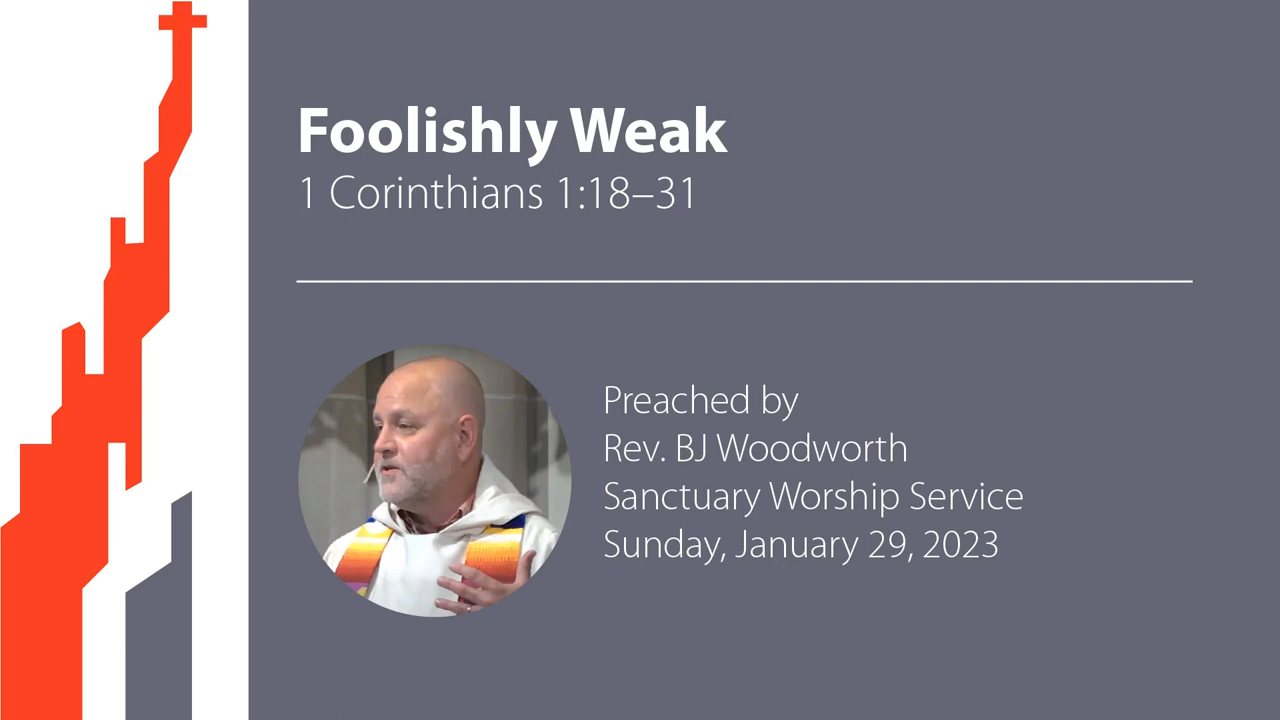 Foolishly Weak
1 Corinthians 1:18–31
Preached by
Rev. BJ Woodworth
Sanctuary Worship Service
Sunday, January 29, 2023